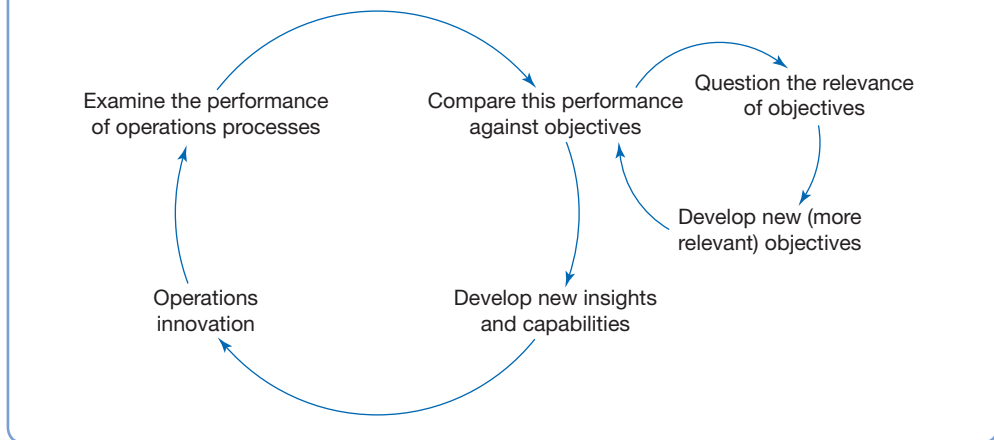 Examine the performance
of operations processes
Compare this performance
against objectives
Question the relevance
of objectives
Develop new (more
relevant) objectives
Develop new insights
and capabilities
Operations
innovation